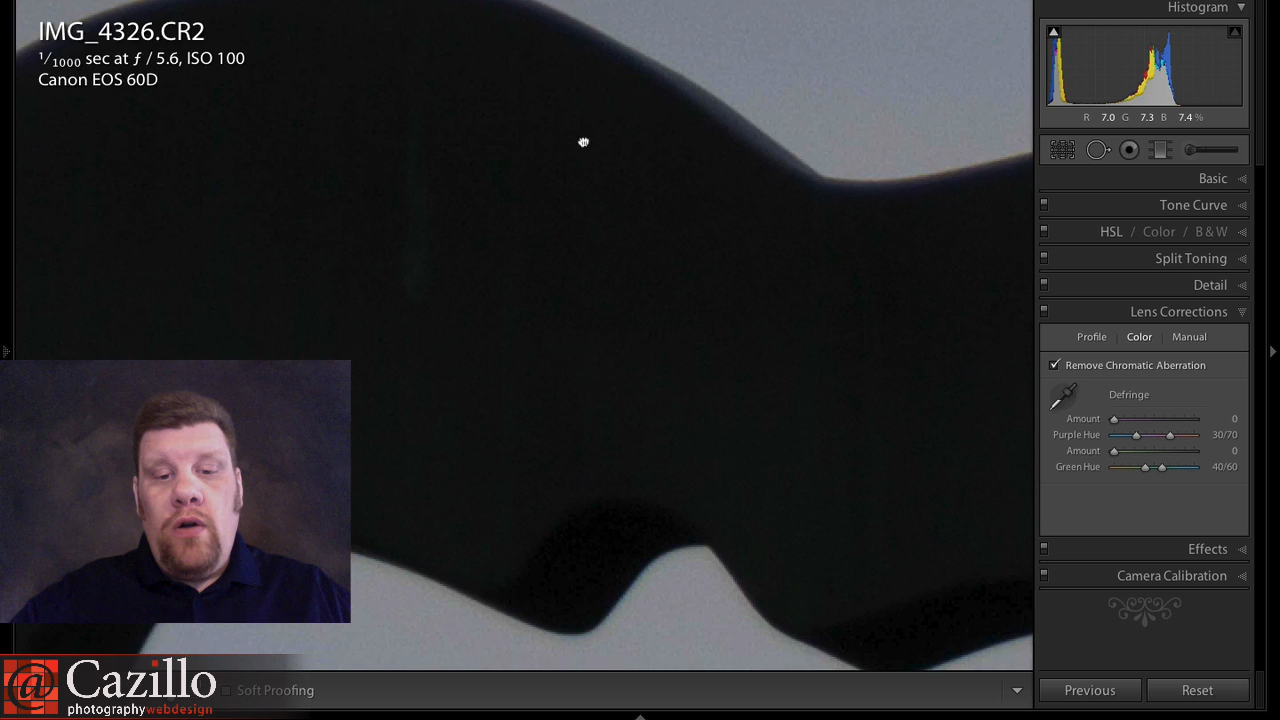 IMG_4326.CR2
1/1000 sec at ƒ / 5.6, ISO 100
Canon EOS 60D
Histogram
R 7.0 G 7.3 B 7.4 %
Basic
Tone Curve
HSL / Color / B & W
Split Toning
Detail
Lens Corrections
Profile Color Manual
Remove Chromatic Aberration
Defringe
Amount 0
Purple Hue 30/70
Amount 0
Green Hue 40/60
Effects
Camera Calibration
@ Cazillo
photographywebdesign
Soft Proofing
Previous Reset